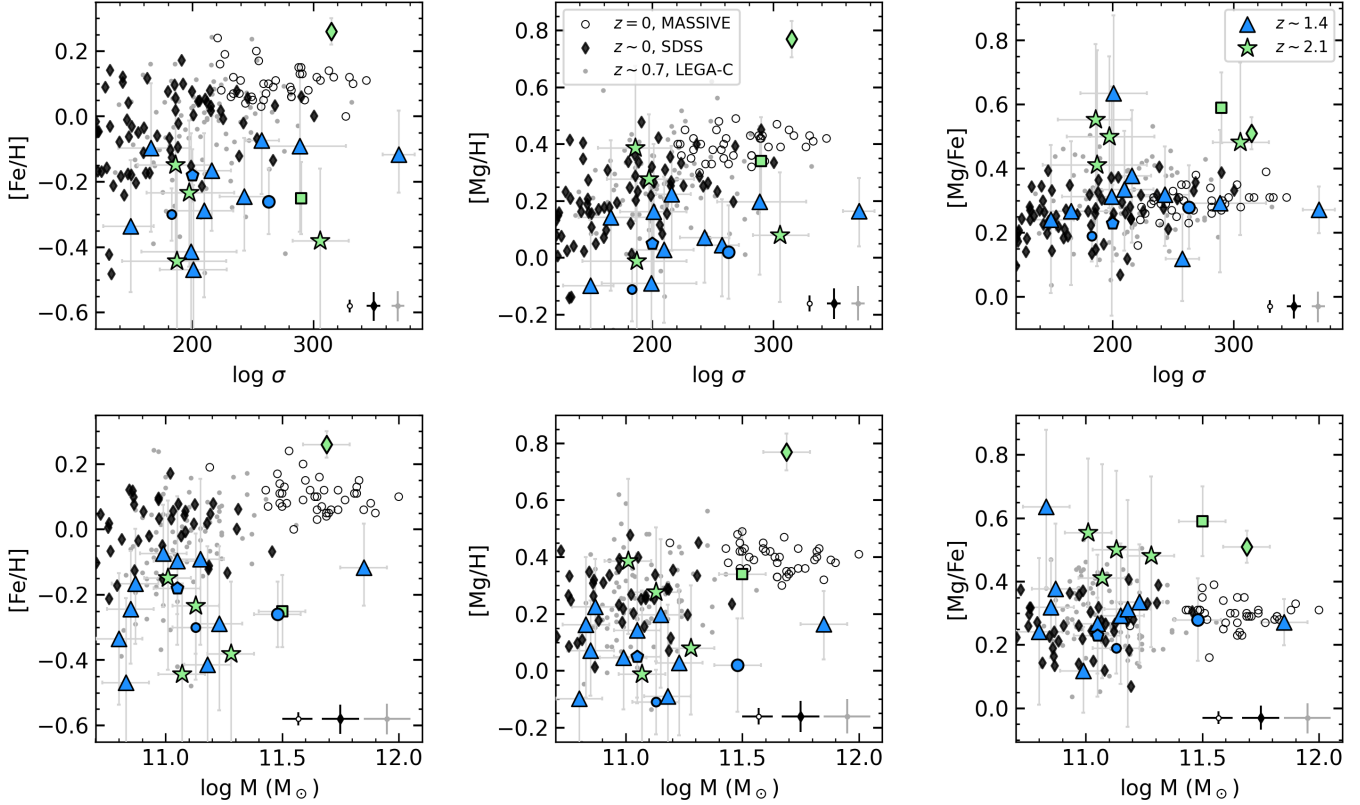 [Fe/H]
0.2
0.0
−0.2
−0.4
−0.6
200
300
log σ
[Mg/H]
0.8
0.6
0.4
0.2
0.0
−0.2
z = 0, MASSIVE
z ~ 0, SDSS
z ~ 0.7, LEGA-C
200
300
log σ
[Mg/Fe]
0.8
0.6
0.4
0.2
0.0
z ~ 1.4
z ~ 2.1
200
300
log σ
[Fe/H]
0.2
0.0
−0.2
−0.4
−0.6
11.0
11.5
12.0
log M (M⊙)
[Mg/H]
0.8
0.6
0.4
0.2
0.0
−0.2
11.0
11.5
12.0
log M (M⊙)
[Mg/Fe]
0.8
0.6
0.4
0.2
0.0
11.0
11.5
12.0
log M (M⊙)